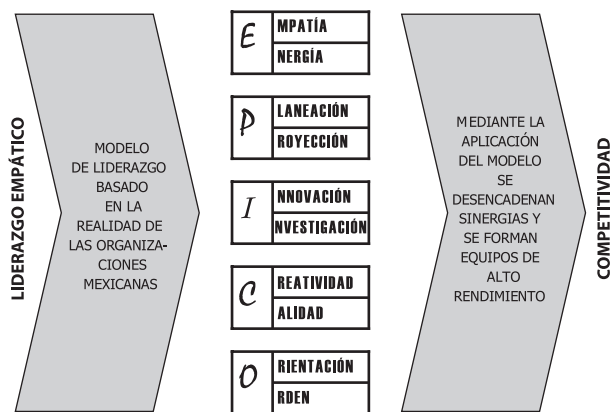 LIDERAZGO EMPÁTICO
MODELO
DE LIDERAZGO
BASADO
EN LA
REALIDAD DE
LAS ORGANIZA-
CIONES
MEXICANAS
E
MPATÍA
NERGÍA
P
LANEACIÓN
ROYECCIÓN
I
NNOVACIÓN
NVESTIGACIÓN
C
REATIVIDAD
ALIDAD
O
RIENTACIÓN
RDEN
MEDIANTE LA
APLICACIÓN
DEL MODELO
SE
DESENCADENAN
SINERGIAS Y
SE FORMAN
EQUIPOS DE
ALTO
RENDIMIENTO
COMPETITIVIDAD